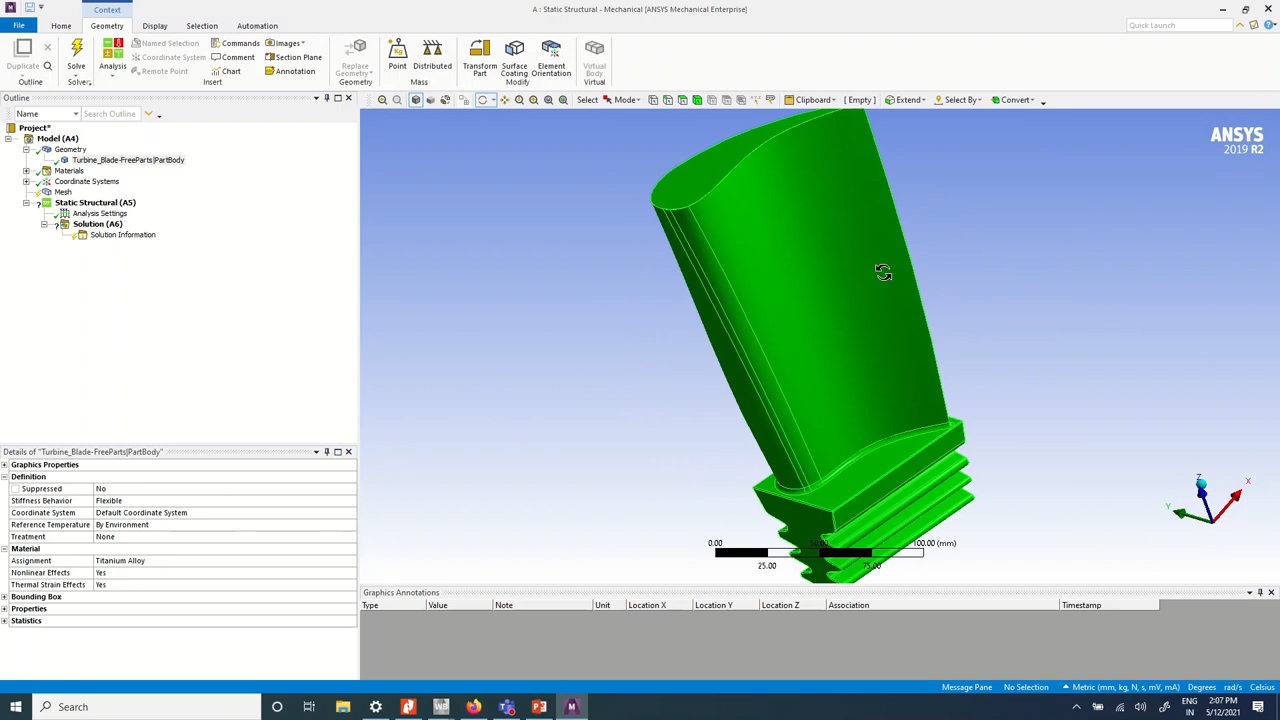 Context
A : Static Structural - Mechanical [ANSYS Mechanical Enterprise]
File Home Geometry Display Selection Automation
Quick Launch
Duplicate
Outline
Solve
Solver
Analysis
Named Selection
Coordinate System
Remote Point
Commands
Comment
Chart
Images
Section Plane
Annotation
Insert
Replace Geometry
Geometry
Point
Distributed
Mass
Transform Part
Surface Coating
Element Orientation
Modify
Virtual Body
Virtual
Outline
Select Mode Clipboard [ Empty ] Extend Select By Convert
Name Search Outline
Project*
Model (A4)
Geometry
Turbine_Blade-FreeParts|PartBody
Materials
Coordinate Systems
Mesh
Static Structural (A5)
Analysis Settings
Solution (A6)
Solution Information
ANSYS
2019 R2
Z
X
Y
0.00 50.00 100.00 (mm)
25.00 75.00
Details of "Turbine_Blade-FreeParts|PartBody"
Graphics Properties
Definition
Suppressed No
Stiffness Behavior Flexible
Coordinate System Default Coordinate System
Reference Temperature By Environment
Treatment None
Material
Assignment Titanium Alloy
Nonlinear Effects Yes
Thermal Strain Effects Yes
Bounding Box
Properties
Statistics
Graphics Annotations
Type Value Note Unit Location X Location Y Location Z Association Timestamp
Message Pane No Selection Metric (mm, kg, N, s, mV, mA) Degrees rad/s Celsius
Search
WB
ENG
IN
2:07 PM
5/12/2021